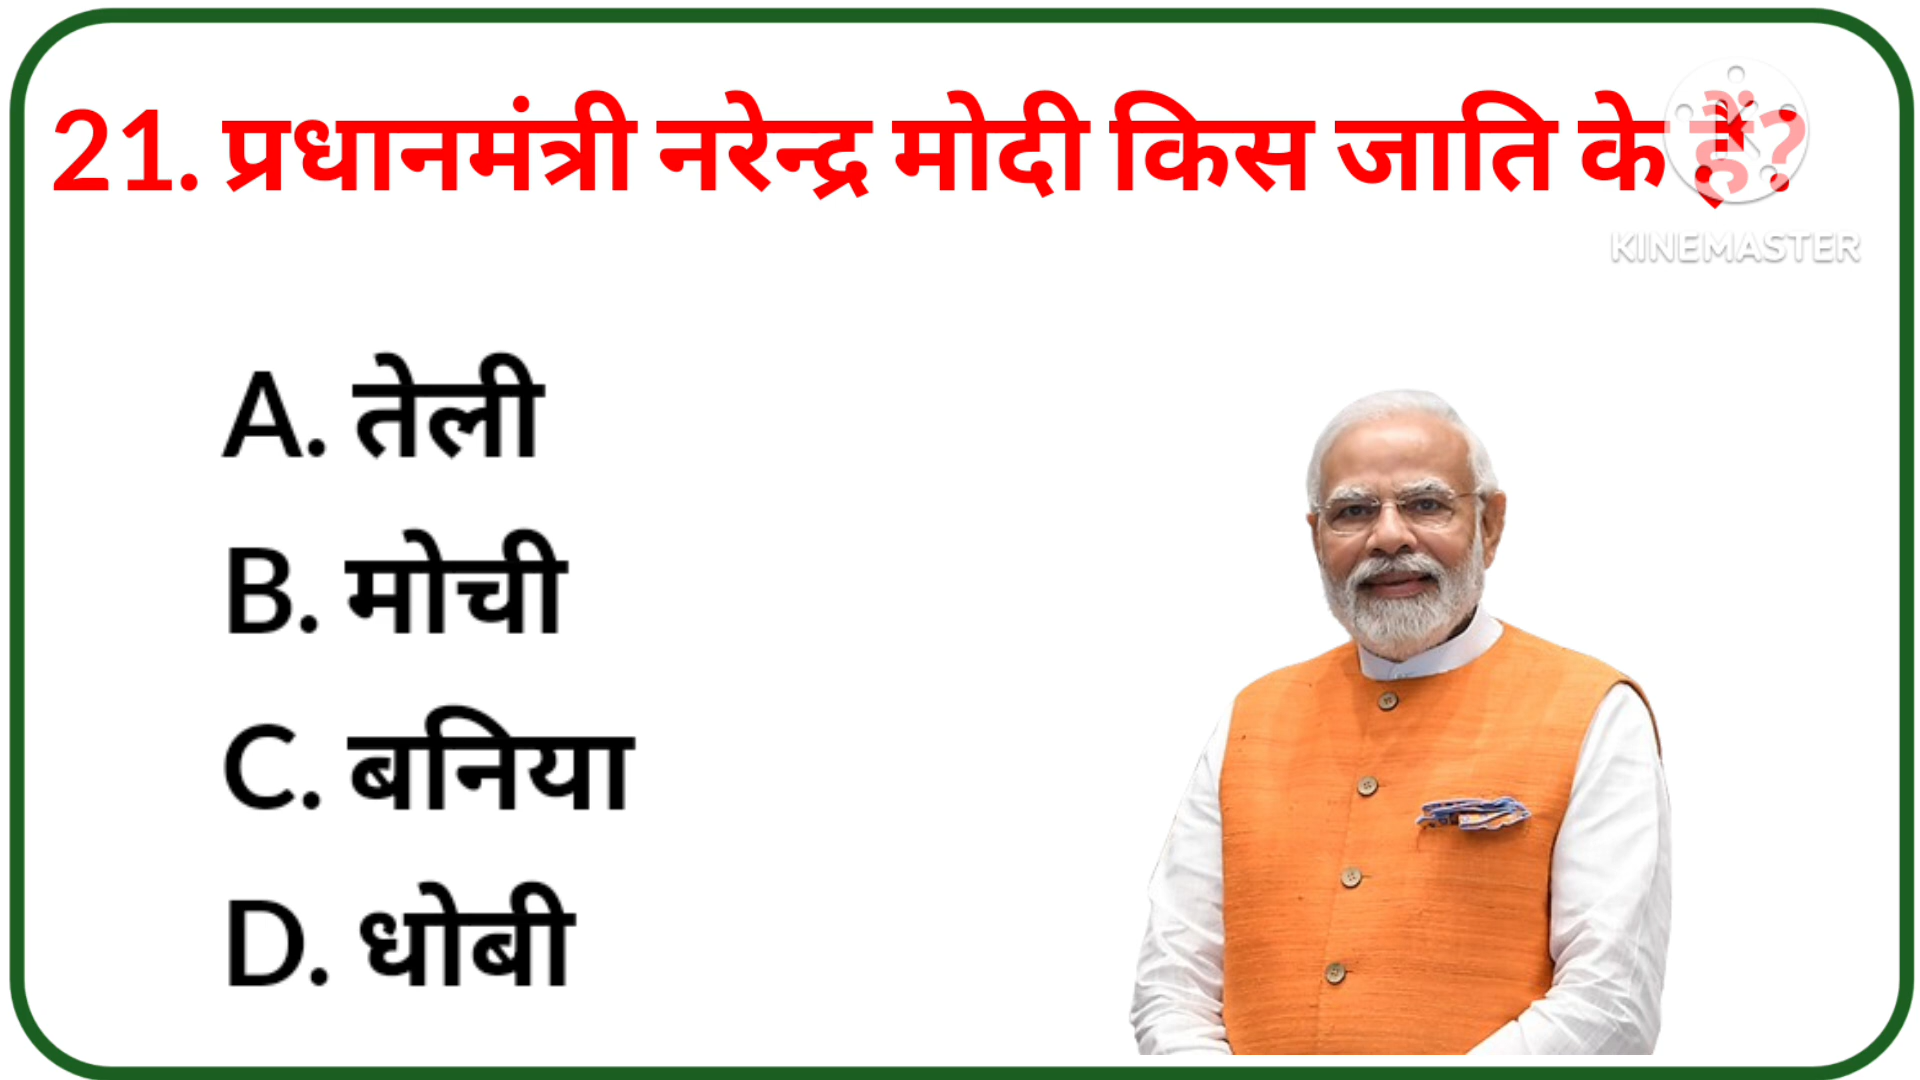 21. प्रधानमंत्री नरेन्द्र मोदी किस जाति के हैं?
KINEMASTER
A. तेली
B. मोची
C. बनिया
D. धोबी